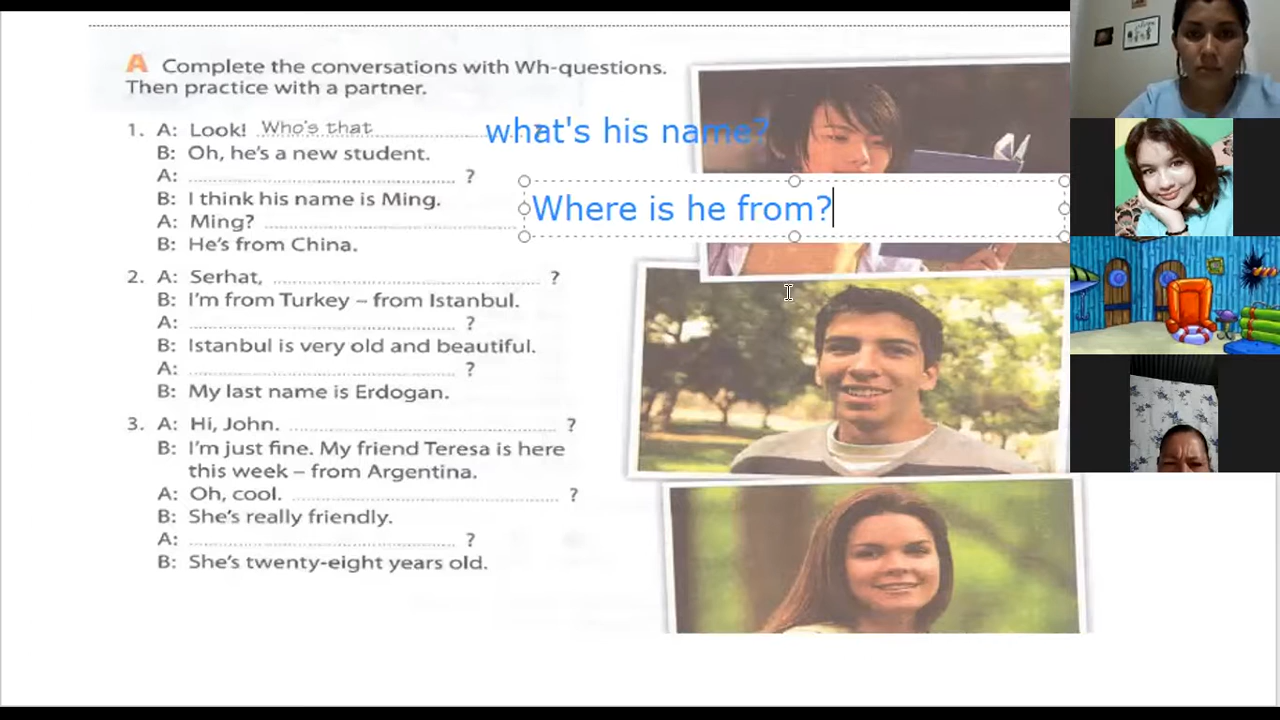 A Complete the conversations with Wh-questions.
Then practice with a partner.
1. A: Look! Who's that ?
what's his name?
B: Oh, he's a new student.
A: ?
B: I think his name is Ming.
Where is he from?
A: Ming?
B: He's from China.
2. A: Serhat, ?
B: I'm from Turkey – from Istanbul.
A: ?
B: Istanbul is very old and beautiful.
A: ?
B: My last name is Erdogan.
3. A: Hi, John. ?
B: I'm just fine. My friend Teresa is here
this week – from Argentina.
A: Oh, cool. ?
B: She's really friendly.
A: ?
B: She's twenty-eight years old.